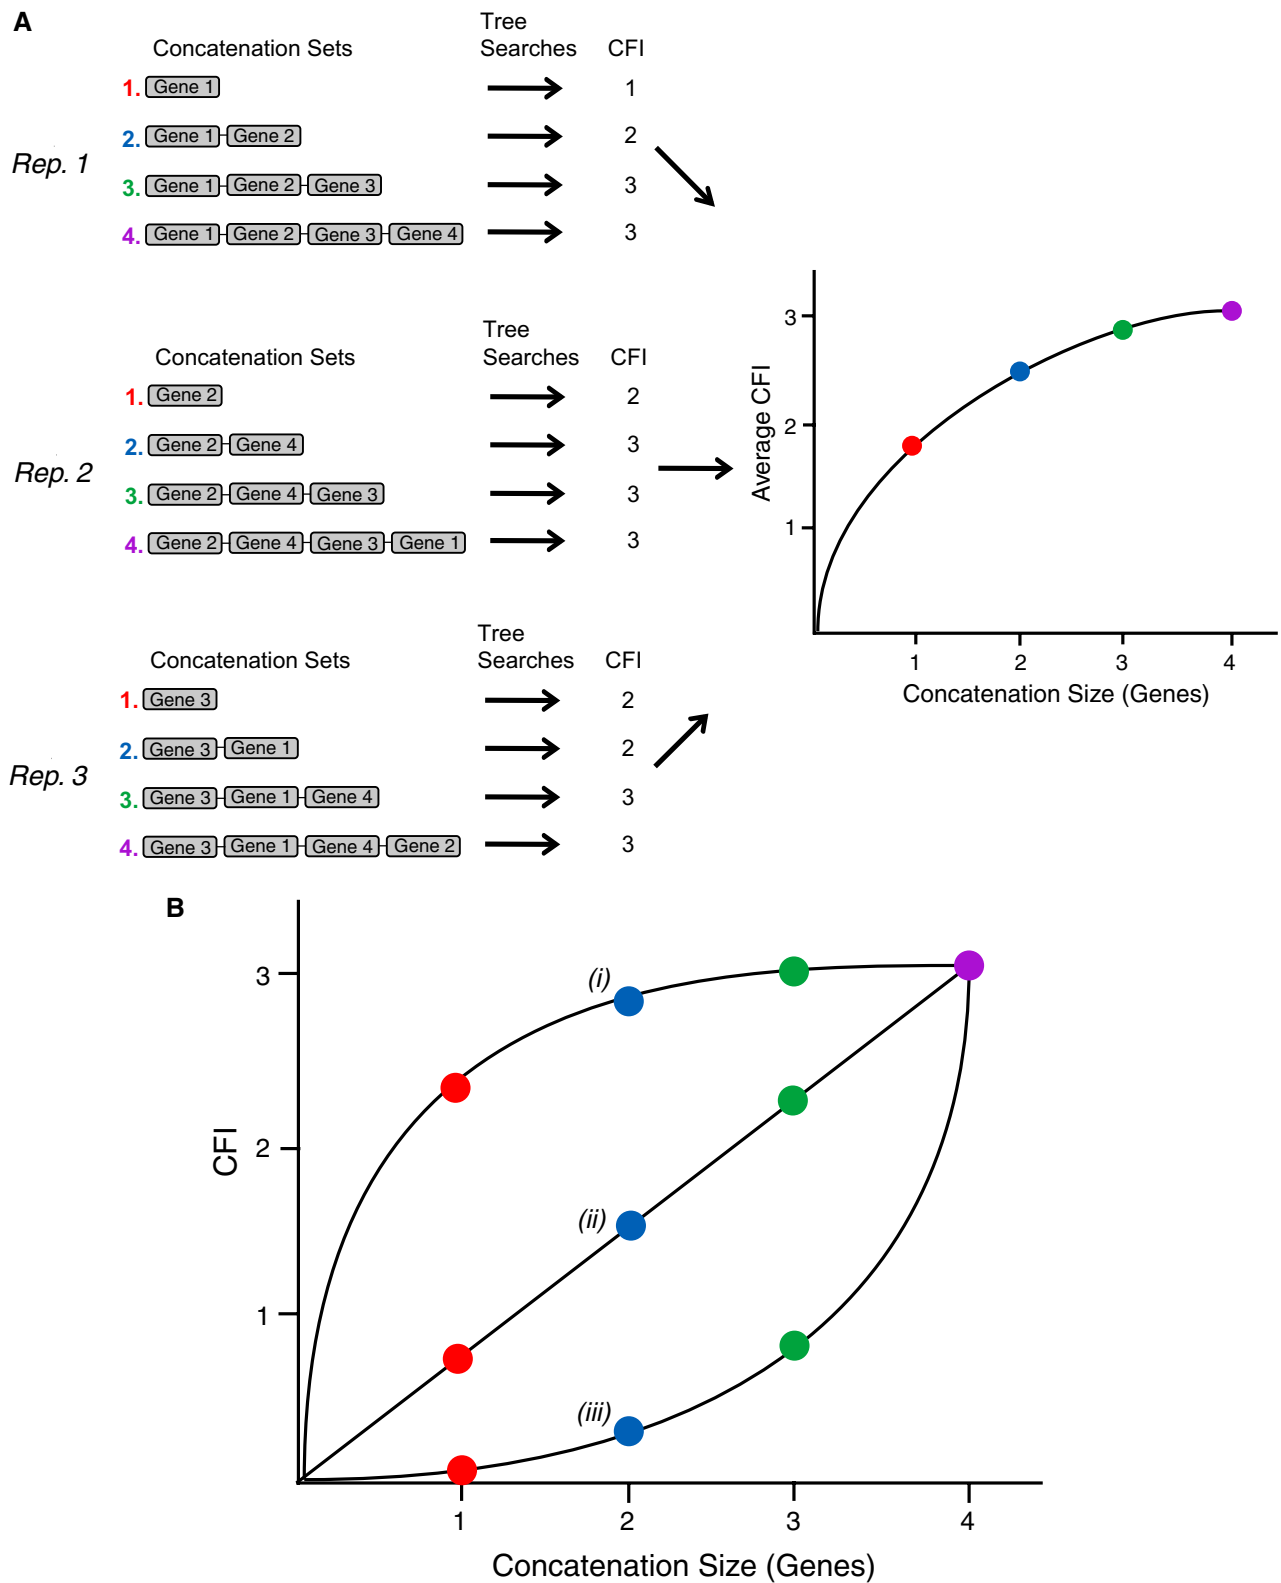 A
Concatenation Sets
Tree
Searches
CFI
Rep. 1
1. Gene 1 1
2. Gene 1 Gene 2 2
3. Gene 1 Gene 2 Gene 3 3
4. Gene 1 Gene 2 Gene 3 Gene 4 3
Concatenation Sets
Tree
Searches
CFI
Rep. 2
1. Gene 2 2
2. Gene 2 Gene 4 3
3. Gene 2 Gene 4 Gene 3 3
4. Gene 2 Gene 4 Gene 3 Gene 1 3
Concatenation Sets
Tree
Searches
CFI
Rep. 3
1. Gene 3 2
2. Gene 3 Gene 1 2
3. Gene 3 Gene 1 Gene 4 3
4. Gene 3 Gene 1 Gene 4 Gene 2 3
Average CFI
3
2
1
1 2 3 4
Concatenation Size (Genes)
B
CFI
3
2
1
(i)
(ii)
(iii)
1 2 3 4
Concatenation Size (Genes)